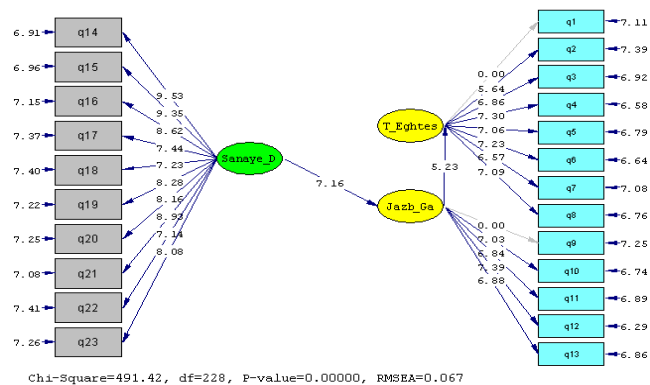 6.91 q14
6.96 q15
7.15 q16
7.37 q17
7.40 q18
7.22 q19
7.25 q20
7.08 q21
7.41 q22
7.26 q23
9.53
9.35
8.62
7.44
7.23
8.28
8.16
8.93
7.14
8.08
Sanaye_D
7.16
T_Eghtes
5.23
Jazb_Ga
0.00
5.64
6.86
7.30
7.06
7.23
6.57
7.09
0.00
7.03
6.84
7.39
6.88
q1 7.11
q2 7.39
q3 6.92
q4 6.58
q5 6.79
q6 6.64
q7 7.08
q8 6.76
q9 7.25
q10 6.74
q11 6.89
q12 6.29
q13 6.86
Chi-Square=491.42, df=228, P-value=0.00000, RMSEA=0.067